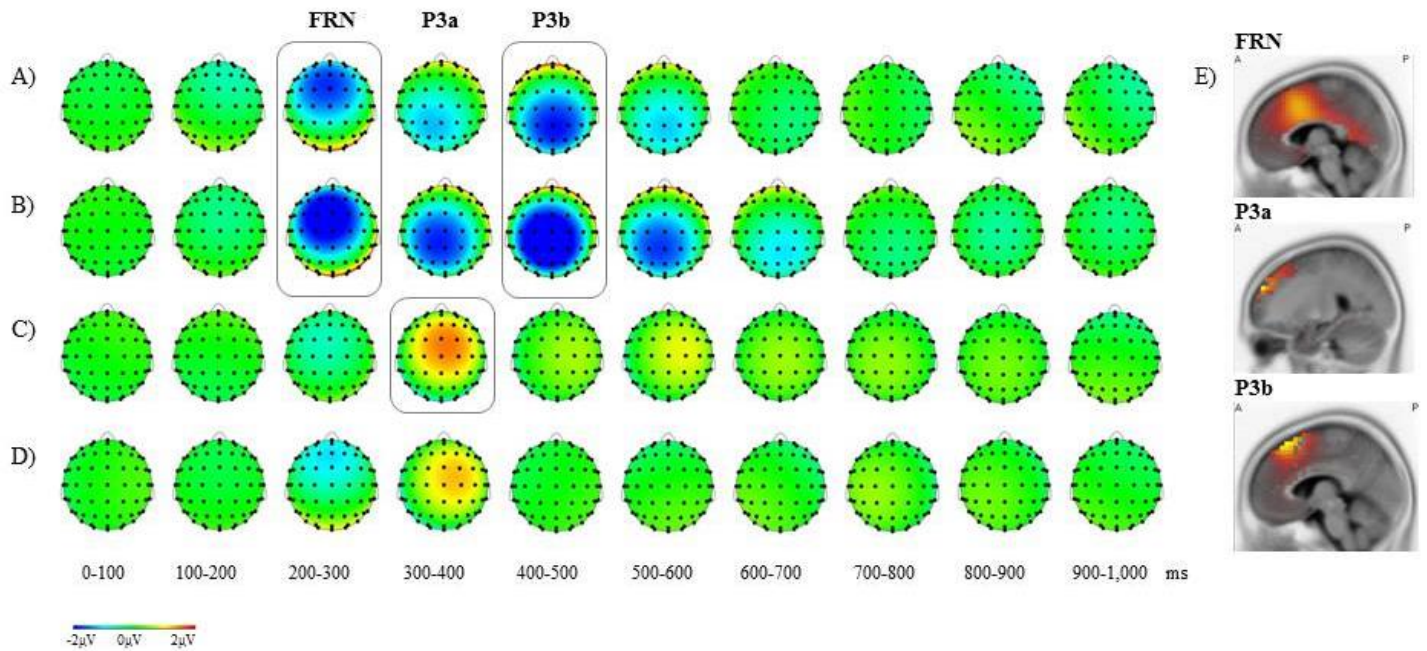 FRN P3a P3b
A)
B)
C)
D)
0-100 100-200 200-300 300-400 400-500 500-600 600-700 700-800 800-900 900-1,000 ms
-2µV 0µV 2µV
E)
FRN
A P
P3a
A P
P3b
A P